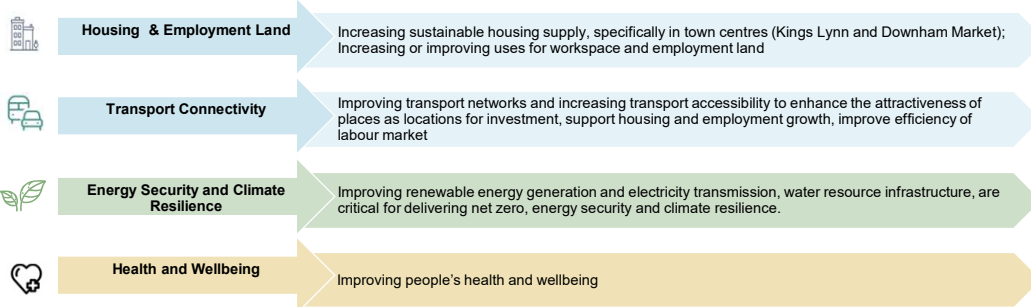 Housing & Employment Land
Increasing sustainable housing supply, specifically in town centres (Kings Lynn and Downham Market);
Increasing or improving uses for workspace and employment land
Transport Connectivity
Improving transport networks and increasing transport accessibility to enhance the attractiveness of
places as locations for investment, support housing and employment growth, improve efficiency of
labour market
Energy Security and Climate
Resilience
Improving renewable energy generation and electricity transmission, water resource infrastructure, are
critical for delivering net zero, energy security and climate resilience.
Health and Wellbeing
Improving people’s health and wellbeing